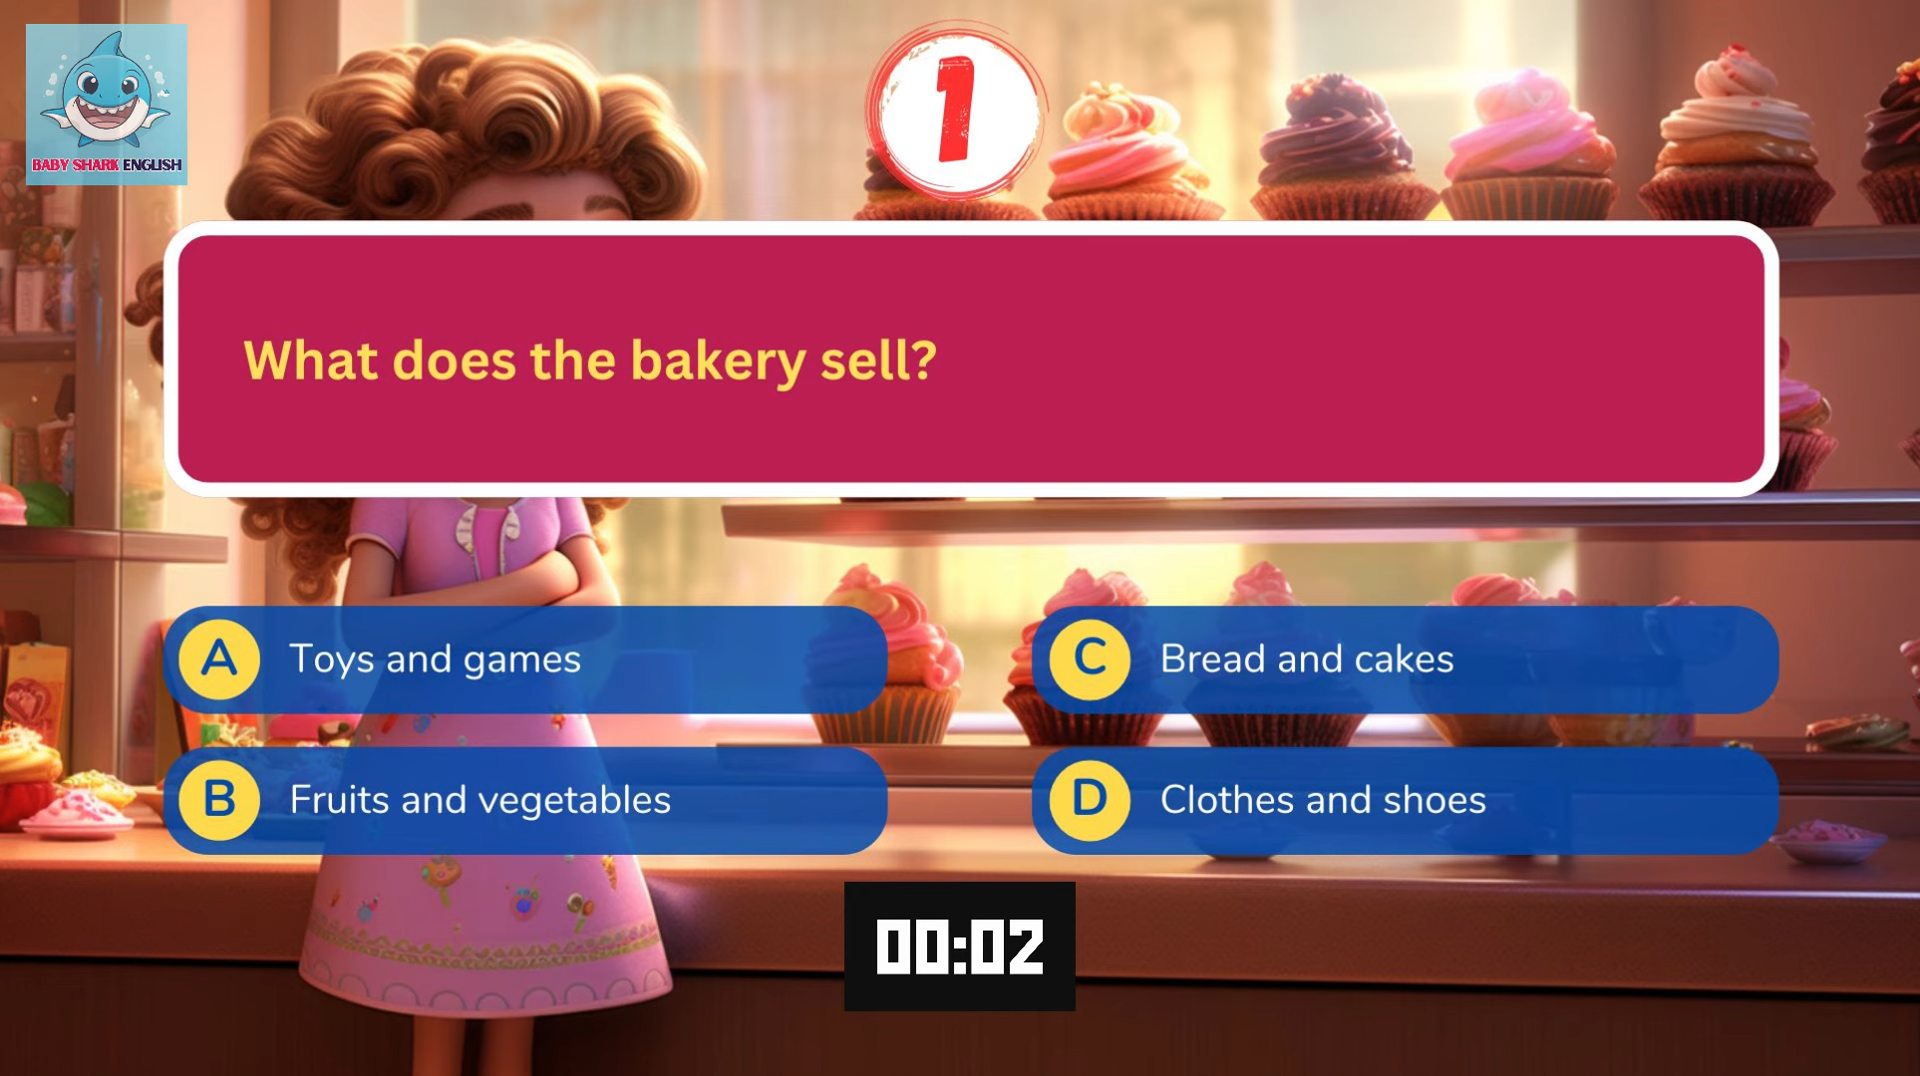 BABY SHARK ENGLISH
1
What does the bakery sell?
A Toys and games
B Fruits and vegetables
C Bread and cakes
D Clothes and shoes
00:02